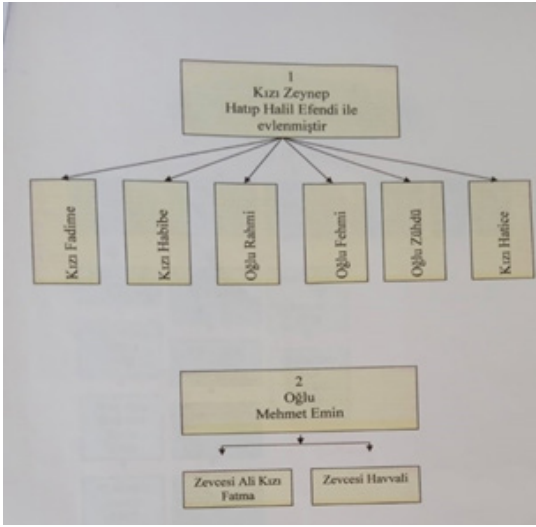 1
Kızı Zeynep
Hatıp Halil Efendi ile
evlenmiştir
Kızı Fadime
Kızı Habibe
Oğlu Rahmi
Oğlu Fehmi
Oğlu Zühdü
Kızı Hatice
2
Oğlu
Mehmet Emin
Zevcesi Ali Kızı
Fatma
Zevcesi Havvali